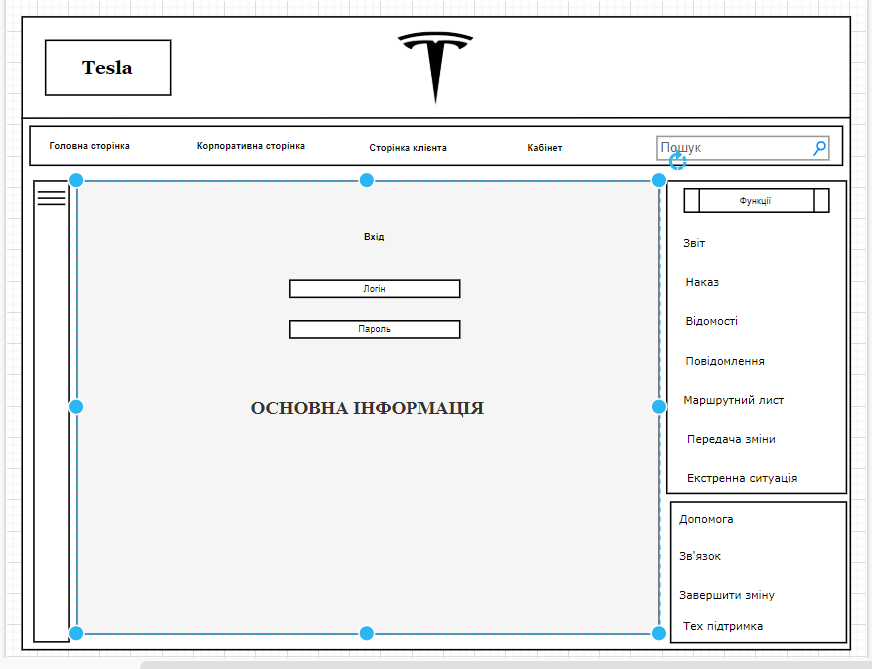 Tesla
Головна сторінка
Корпоративна сторінка
Сторінка клієнта
Кабінет
Пошук
Вхід
Логін
Пароль
ОСНОВНА ІНФОРМАЦІЯ
Функції
Звіт
Наказ
Відомості
Повідомлення
Маршрутний лист
Передача зміни
Екстренна ситуація
Допомога
Зв'язок
Завершити зміну
Тех підтримка